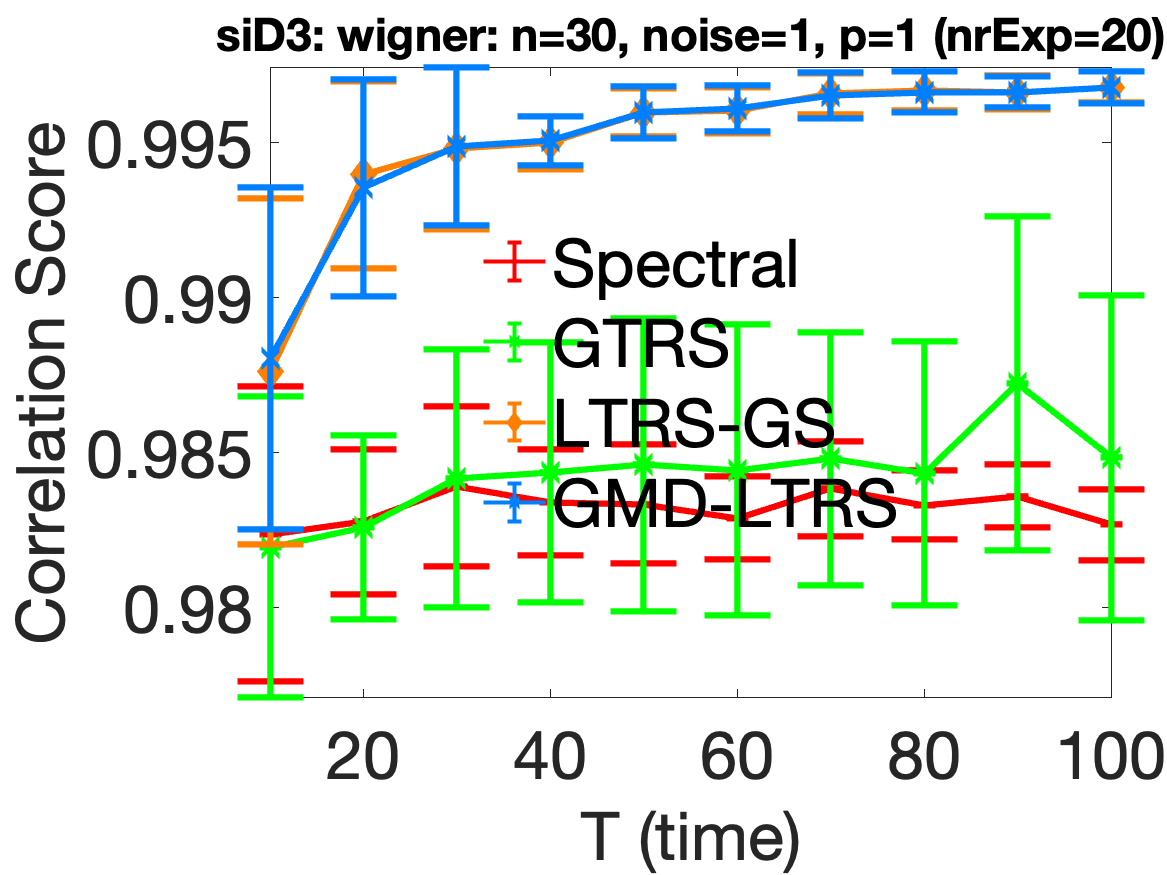 siD3: wigner: n=30, noise=1, p=1 (nrExp=20)
Correlation Score
0.995
0.99
0.985
0.98
Spectral
GTRS
LTRS-GS
GMD-LTRS
20 40 60 80 100
T (time)